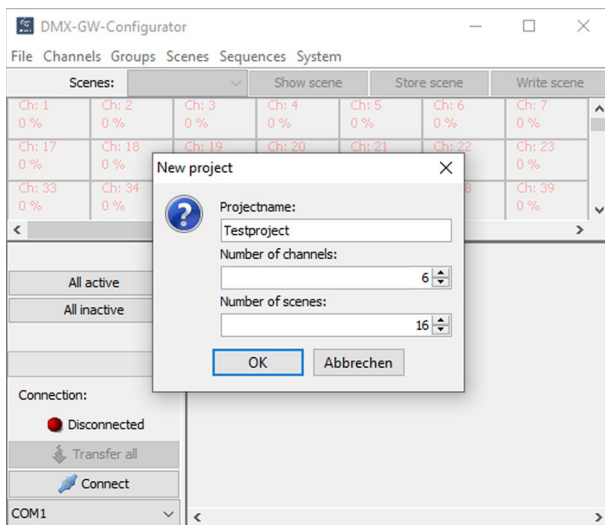 DMX-GW-Configurator
File Channels Groups Scenes Sequences System
Scenes: Show scene Store scene Write scene
Ch: 1 Ch: 2 Ch: 3 Ch: 4 Ch: 5 Ch: 6 Ch: 7
0 % 0 % 0 % 0 % 0 % 0 % 0 %
Ch: 17 Ch: 18 Ch: 19 Ch: 20 Ch: 21 Ch: 22 Ch: 23
0 % 0 % 0 %
Ch: 33 Ch: 34 8 Ch: 39
0 % 0 % 0 %
New project
Projectname:
Testproject
Number of channels:
6
Number of scenes:
16
OK Abbrechen
All active
All inactive
Connection:
Disconnected
Transfer all
Connect
COM1